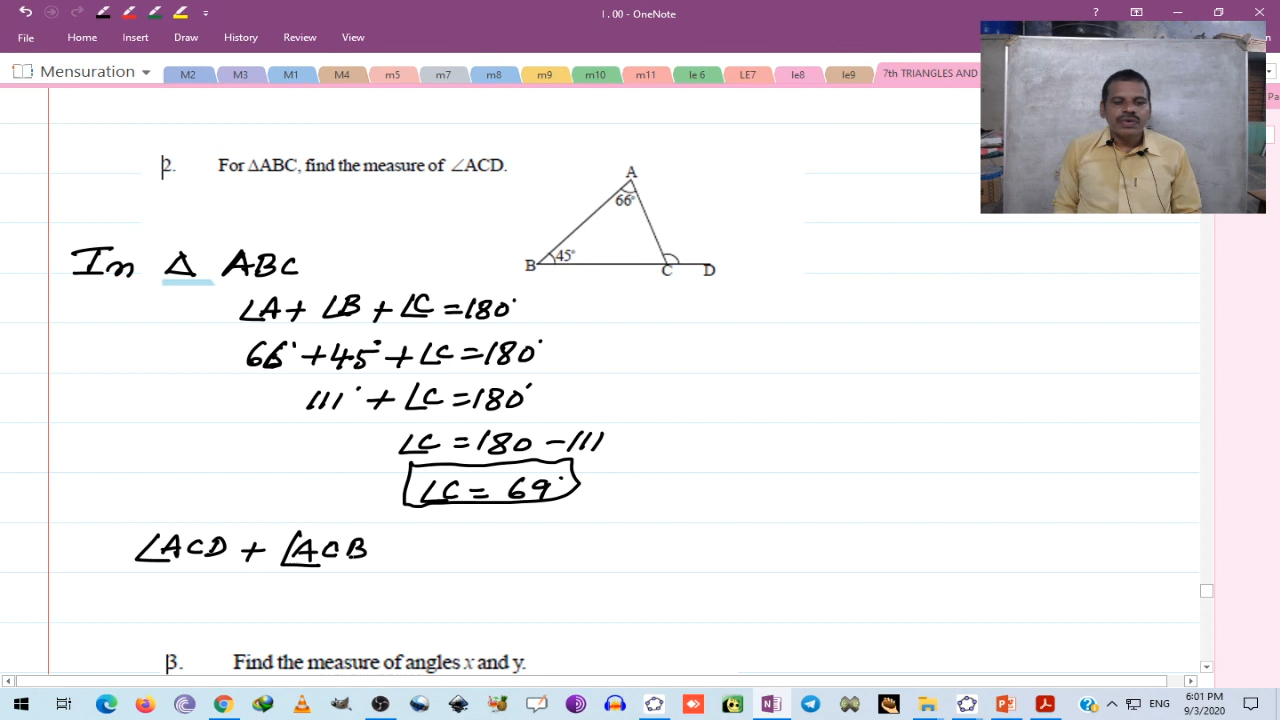 1.00 - OneNote
File Home Insert Draw History Review View
Mensuration M2 M3 M1 M4 m5 m7 m8 m9 m10 m11 le 6 LE7 le8 le9 7th TRIANGLES AND
2. For ΔABC, find the measure of ∠ACD.
A
66°
B 45° C D
In Δ ABC
∠A + ∠B + ∠C = 180°
66° + 45° + ∠C = 180°
111° + ∠C = 180°
∠C = 180 - 111
∠C = 69°
∠ACD + ∠ACB
3. Find the measure of angles x and y.
6:01 PM
ENG
9/3/2020